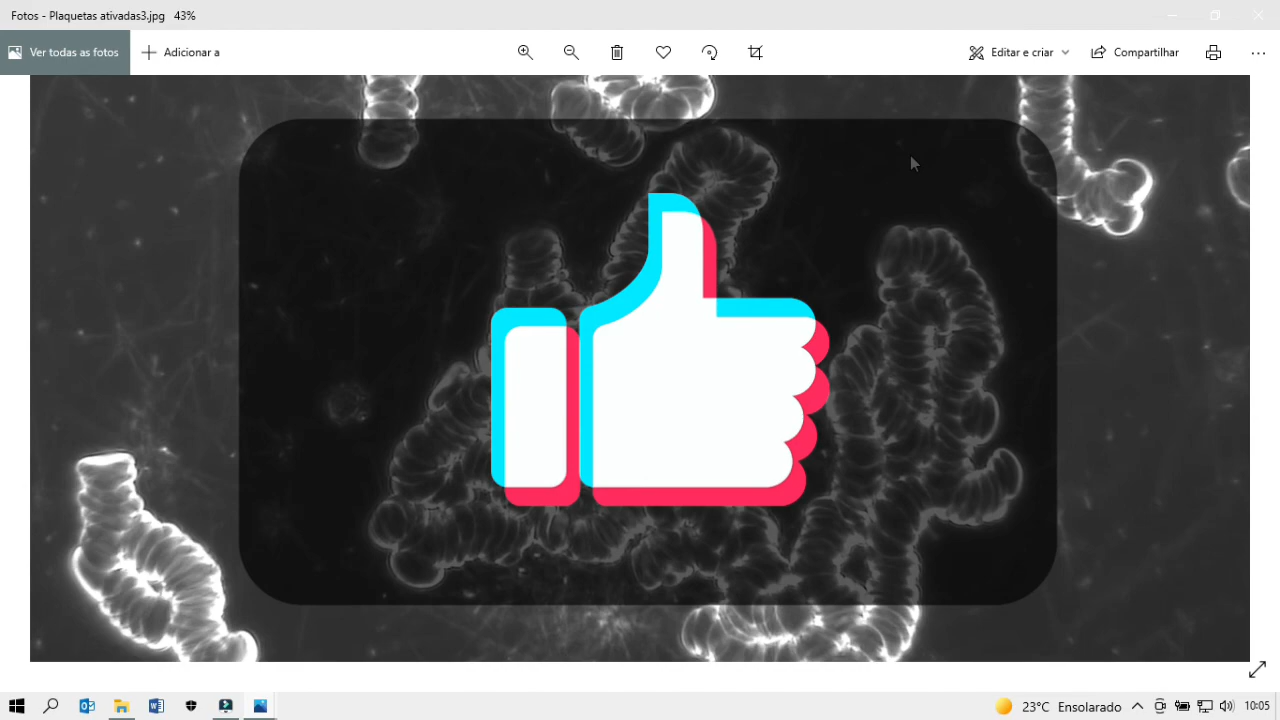 Fotos - Plaquetas ativadas3.jpg 43%
Ver todas as fotos
Adicionar a
Editar e criar
Compartilhar
23°C Ensolarado
10:05